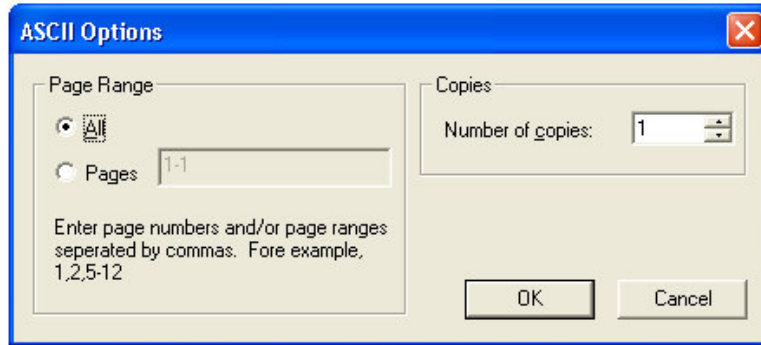 ASCII Options
Page Range
All
Pages 1-1
Enter page numbers and/or page ranges
seperated by commas. Fore example,
1,2,5-12
Copies
Number of copies: 1
OK Cancel